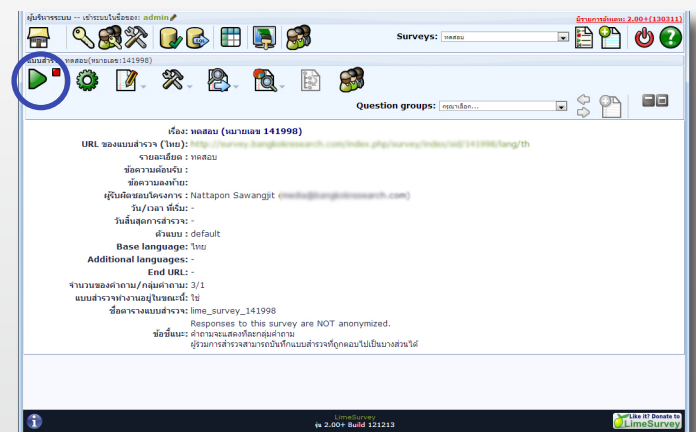 ผู้บริหารระบบ -- เข้าระบบในชื่อของ: admin
มีรายการอัพเดท: 2.00+(130311)
Surveys: ทดสอบ
แบบสำรวจ ทดสอบ(หมายเลข:141998)
Question groups: กรุณาเลือก...
เรื่อง: ทดสอบ (หมายเลข 141998)
URL ของแบบสำรวจ (ไทย): http://survey.bangkokresearch.com/index.php/survey/index/sid/141998/lang/th
รายละเอียด : ทดสอบ
ข้อความต้อนรับ :
ข้อความลงท้าย:
ผู้รับผิดชอบโครงการ : Nattapon Sawangjit
วัน/เวลา ที่เริ่ม: -
วันสิ้นสุดการสำรวจ: -
ตัวแบบ : default
Base language: ไทย
Additional languages: -
End URL: -
จำนวนของคำถาม/กลุ่มคำถาม: 3/1
แบบสำรวจทำงานอยู่ในขณะนี้: ใช่
ชื่อตารางแบบสำรวจ: lime_survey_141998
Responses to this survey are NOT anonymized.
ข้อชี้แนะ: คำถามจะแสดงทีละกลุ่มคำถาม
ผู้ร่วมการสำรวจสามารถบันทึกแบบสำรวจที่ถูกตอบไปเป็นบางส่วนได้
LimeSurvey
รุ่น 2.00+ Build 121213
Like it? Donate to
LimeSurvey